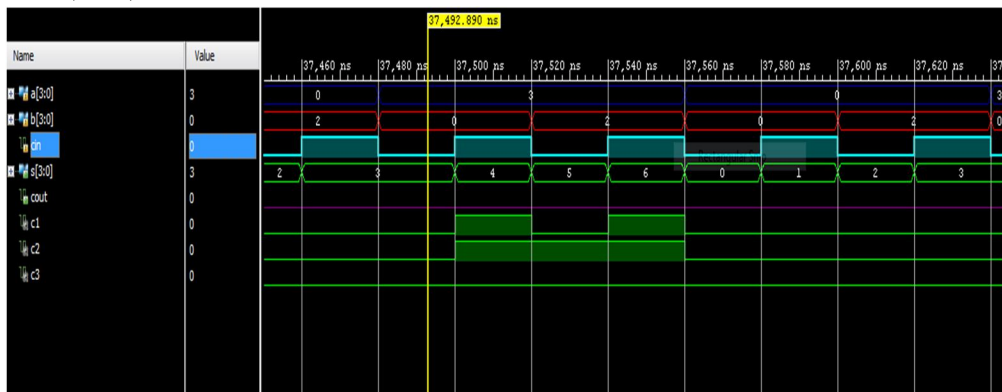 37,492.890 ns
Name Value
37,460 ns 37,480 ns 37,500 ns 37,520 ns 37,540 ns 37,560 ns 37,580 ns 37,600 ns 37,620 ns 37
a[3:0] 3 0 3 0 3
b[3:0] 0 2 0 2 0 2 0
cin 0
s[3:0] 3 2 3 4 5 6 0 1 2 3
cout 0
c1 0
c2 0
c3 0